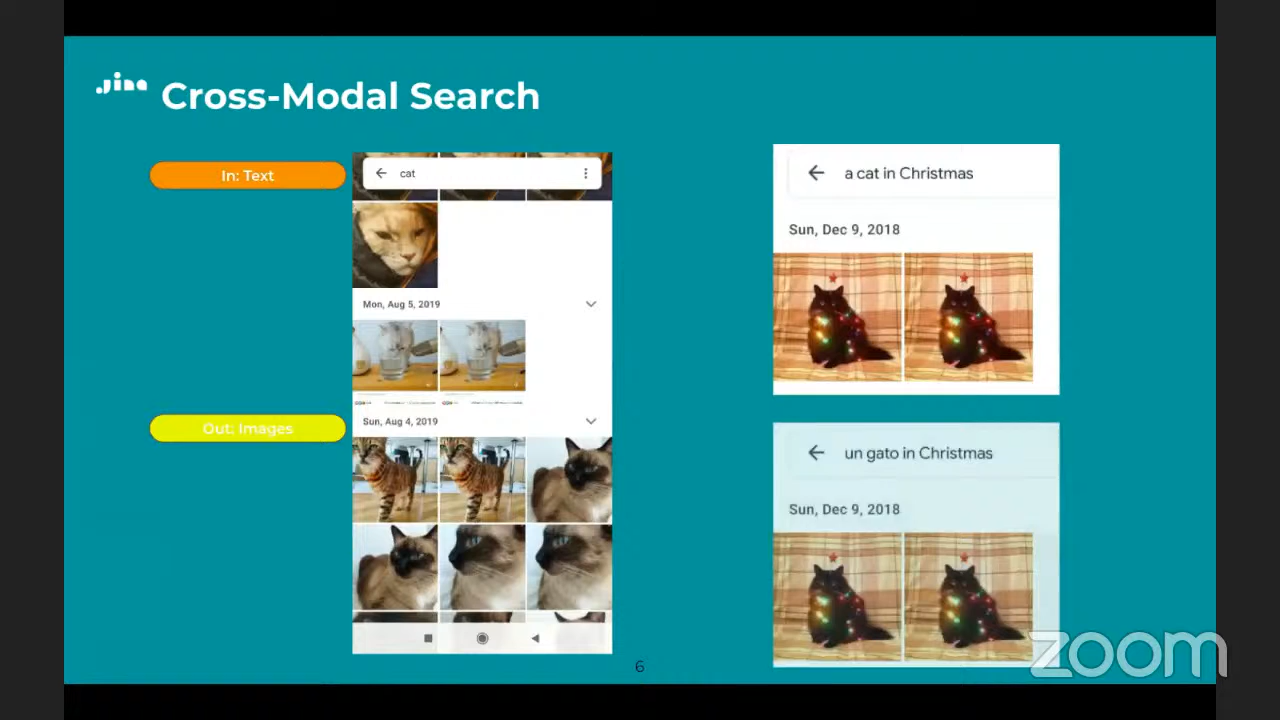 Jina
Cross-Modal Search
In: Text
cat
Mon, Aug 5, 2019
Sun, Aug 4, 2019
Out: Images
a cat in Christmas
Sun, Dec 9, 2018
un gato in Christmas
Sun, Dec 9, 2018
6
zoom